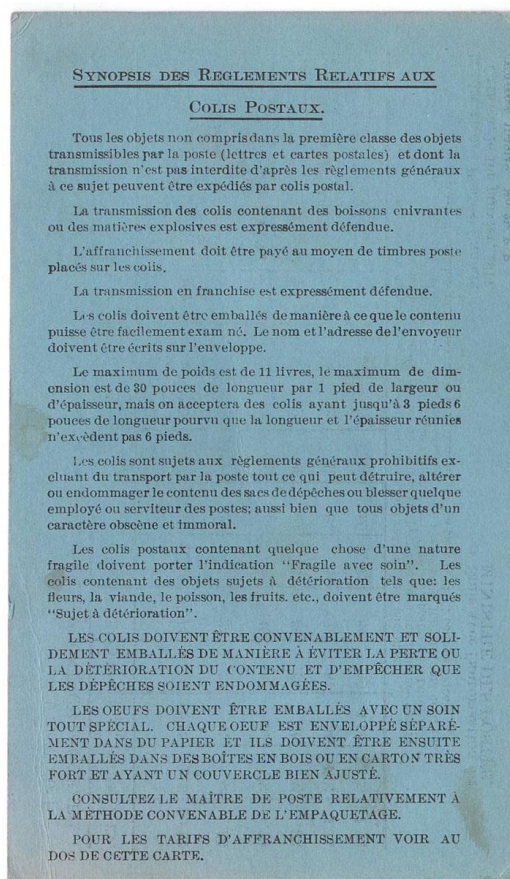 SYNOPSIS DES REGLEMENTS RELATIFS AUX
COLIS POSTAUX.
Tous les objets non compris dans la première classe des objets
transmissibles par la poste (lettres et cartes postales) et dont la
transmission n'est pas interdite d'après les règlements généraux
à ce sujet peuvent être expédiés par colis postal.
La transmission des colis contenant des boissons enivrantes
ou des matières explosives est expressément défendue.
L'affranchissement doit être payé au moyen de timbres poste
placés sur les colis.
La transmission en franchise est expressément défendue.
Les colis doivent être emballés de manière à ce que le contenu
puisse être facilement exam né. Le nom et l'adresse de l'envoyeur
doivent être écrits sur l'enveloppe.
Le maximum de poids est de 11 livres, le maximum de dim-
ension est de 30 pouces de longueur par 1 pied de largeur ou
d'épaisseur, mais on acceptera des colis ayant jusqu'à 3 pieds 6
pouces de longueur pourvu que la longueur et l'épaisseur réunies
n'excèdent pas 6 pieds.
Les colis sont sujets aux règlements généraux prohibitifs ex-
cluant du transport par la poste tout ce qui peut détruire, altérer
ou endommager le contenu des sacs de dépêches ou blesser quelque
employé ou serviteur des postes; aussi bien que tous objets d'un
caractère obscène et immoral.
Les colis postaux contenant quelque chose d'une nature
fragile doivent porter l'indication "Fragile avec soin". Les
colis contenant des objets sujets à détérioration tels que: les
fleurs, la viande, le poisson, les fruits. etc., doivent être marqués
"Sujet à détérioration".
LES COLIS DOIVENT ÊTRE CONVENABLEMENT ET SOLI-
DEMENT EMBALLÉS DE MANIÈRE À ÉVITER LA PERTE OU
LA DÉTÉRIORATION DU CONTENU ET D'EMPÊCHER QUE
LES DÉPÊCHES SOIENT ENDOMMAGÉES.
LES OEUFS DOIVENT ÊTRE EMBALLÉS AVEC UN SOIN
TOUT SPÉCIAL. CHAQUE OEUF EST ENVELOPPÉ SÉPARÉ-
MENT DANS DU PAPIER ET ILS DOIVENT ÊTRE ENSUITE
EMBALLÉS DANS DES BOÎTES EN BOIS OU EN CARTON TRÈS
FORT ET AYANT UN COUVERCLE BIEN AJUSTÉ.
CONSULTEZ LE MAÎTRE DE POSTE RELATIVEMENT À
LA MÉTHODE CONVENABLE DE L'EMPAQUETAGE.
POUR LES TARIFS D'AFFRANCHISSEMENT VOIR AU
DOS DE CETTE CARTE.